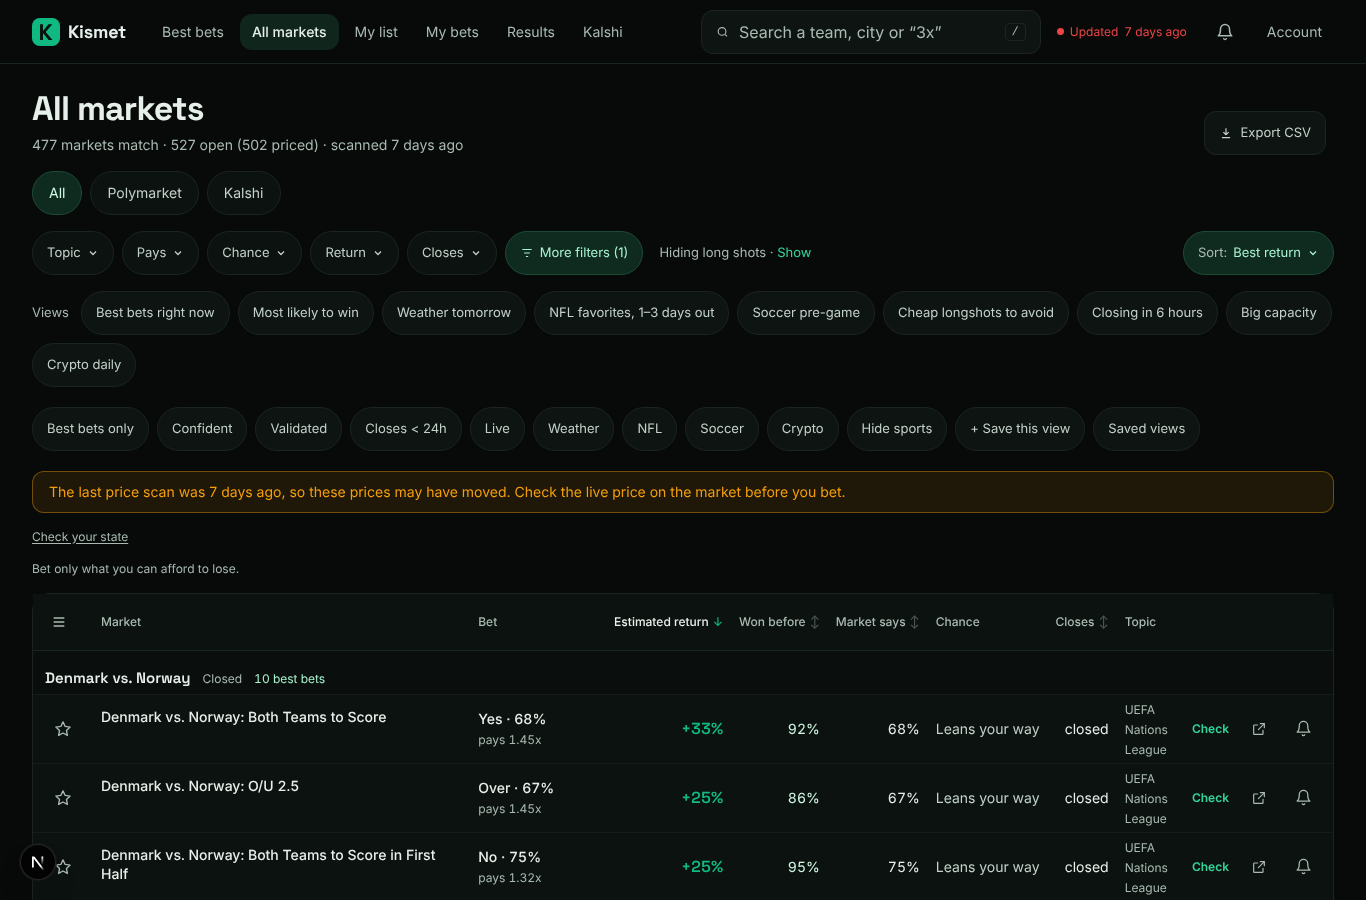 K Kismet Best bets All markets My list My bets Results Kalshi Search a team, city or “3x” / Updated 7 days ago Account
All markets
477 markets match · 527 open (502 priced) · scanned 7 days ago
Export CSV
All Polymarket Kalshi
Topic Pays Chance Return Closes More filters (1) Hiding long shots · Show Sort: Best return
Views Best bets right now Most likely to win Weather tomorrow NFL favorites, 1–3 days out Soccer pre-game Cheap longshots to avoid Closing in 6 hours Big capacity
Crypto daily
Best bets only Confident Validated Closes < 24h Live Weather NFL Soccer Crypto Hide sports + Save this view Saved views
The last price scan was 7 days ago, so these prices may have moved. Check the live price on the market before you bet.
Check your state
Bet only what you can afford to lose.
Market Bet Estimated return ↓ Won before Market says Chance Closes Topic
Denmark vs. Norway Closed 10 best bets
Denmark vs. Norway: Both Teams to Score
Yes · 68%
pays 1.45x
+33% 92% 68% Leans your way closed
UEFA
Nations
League
Check
Denmark vs. Norway: O/U 2.5
Over · 67%
pays 1.45x
+25% 86% 67% Leans your way closed
UEFA
Nations
League
Check
N
Denmark vs. Norway: Both Teams to Score in First
Half
No · 75%
pays 1.32x
+25% 95% 75% Leans your way closed
UEFA
Nations
League
Check